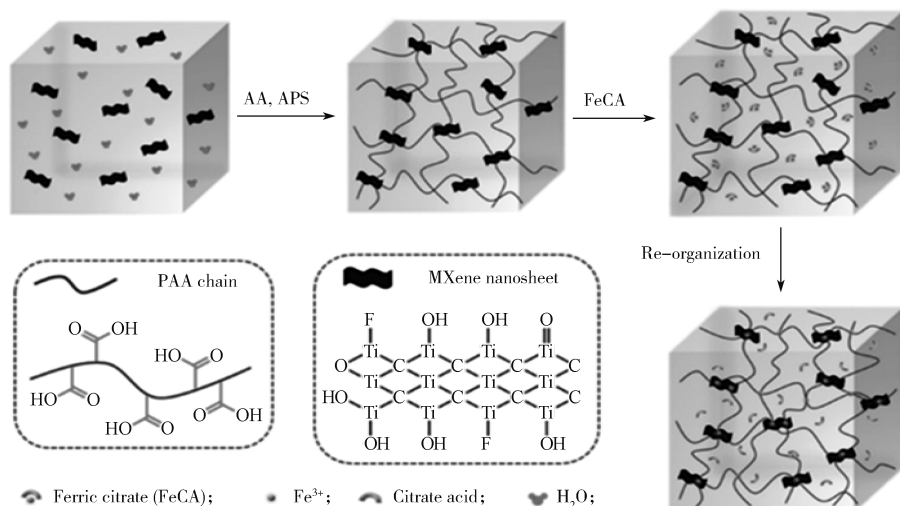 AA, APS
FeCA
Re-organization
PAA chain
O OH
HO O
HO O
HO O
O OH
MXene nanosheet
F OH OH O
Ti Ti Ti Ti
O C C C C
Ti Ti Ti Ti
HO C C C C
Ti Ti Ti Ti
OH OH F OH
Ferric citrate (FeCA); Fe³⁺; Citrate acid; H₂O;